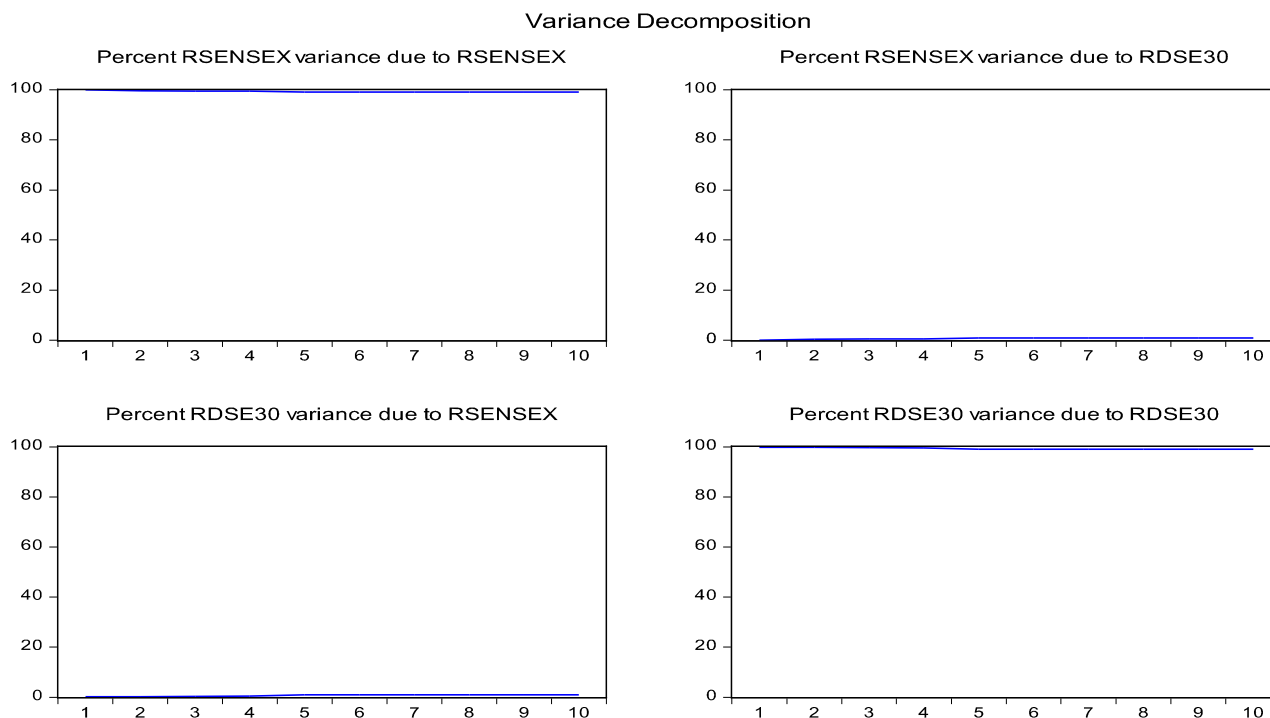 Variance Decomposition
Percent RSENSEX variance due to RSENSEX
100
80
60
40
20
0
1 2 3 4 5 6 7 8 9 10
Percent RSENSEX variance due to RDSE30
100
80
60
40
20
0
1 2 3 4 5 6 7 8 9 10
Percent RDSE30 variance due to RSENSEX
100
80
60
40
20
0
1 2 3 4 5 6 7 8 9 10
Percent RDSE30 variance due to RDSE30
100
80
60
40
20
0
1 2 3 4 5 6 7 8 9 10